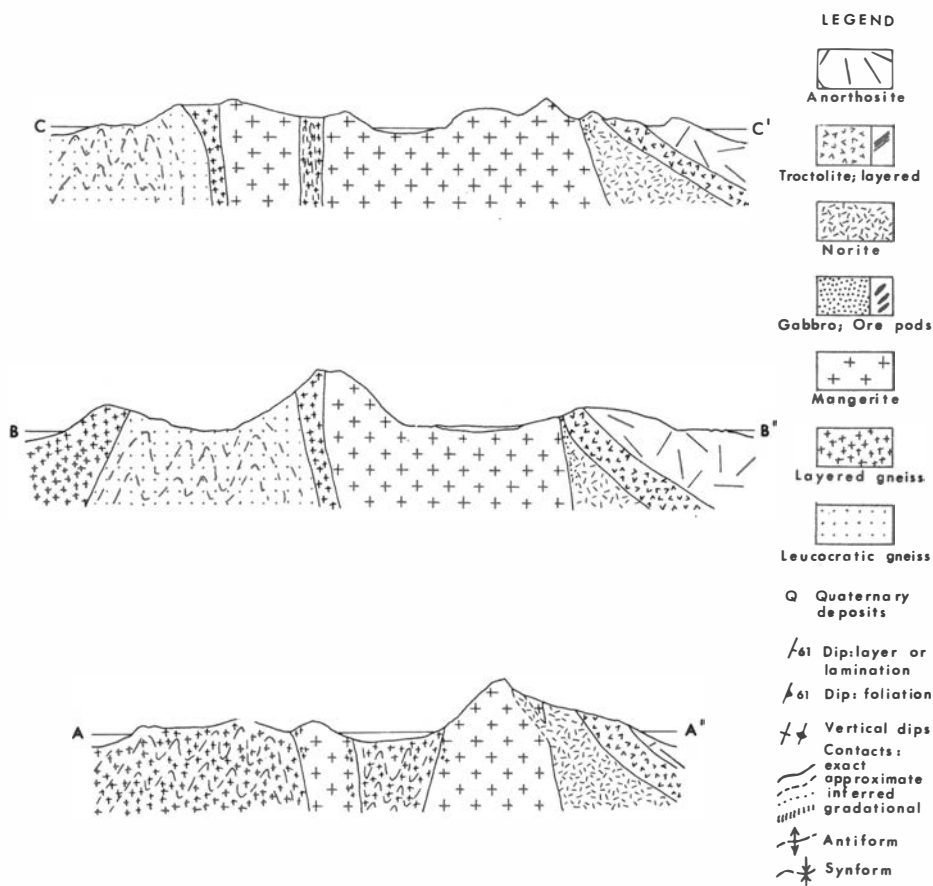 LEGEND
Anorthosite
Troctolite; layered
Norite
Gabbro; Ore pods
Mangerite
Layered gneiss
Leucocratic gneiss
Q Quaternary
deposits
61 Dip: layer or
lamination
61 Dip: foliation
Vertical dips
Contacts:
exact
approximate
inferred
gradational
Antiform
Synform
C C'
B B"
A A"